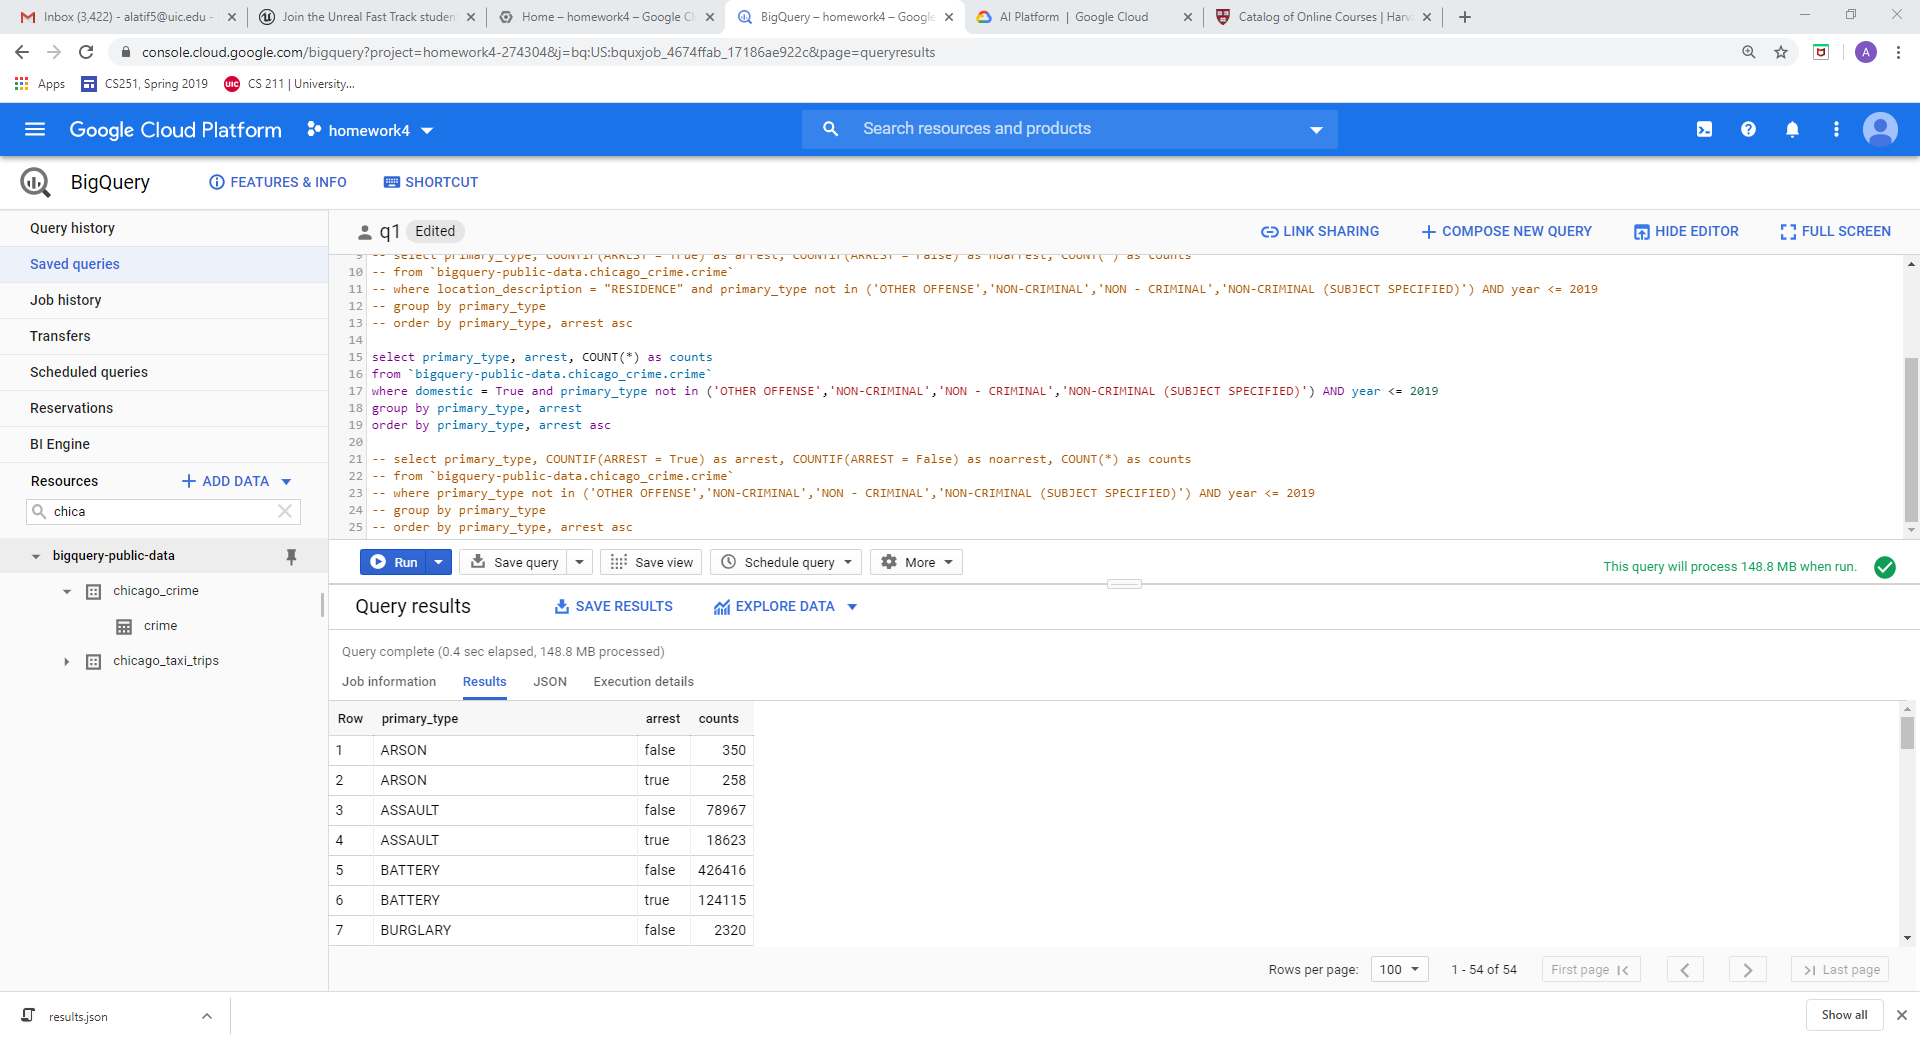 Inbox (3,422) - alatif5@uic.edu -
Join the Unreal Fast Track studen
Home – homework4 – Google Cl
BigQuery – homework4 – Google
AI Platform | Google Cloud
Catalog of Online Courses | Harv
console.cloud.google.com/bigquery?project=homework4-274304&j=bq:US:bquxjob_4674ffab_17186ae922c&page=queryresults
A
Apps
CS251, Spring 2019
UIC CS 211 | University...
Google Cloud Platform
homework4
Search resources and products
BigQuery
FEATURES & INFO
SHORTCUT
Query history
Saved queries
Job history
Transfers
Scheduled queries
Reservations
BI Engine
Resources
ADD DATA
chica
bigquery-public-data
chicago_crime
crime
chicago_taxi_trips
q1 Edited
LINK SHARING
COMPOSE NEW QUERY
HIDE EDITOR
FULL SCREEN
9 -- select primary_type, COUNTIF(ARREST = True) as arrest, COUNTIF(ARREST = False) as noarrest, COUNT(*) as counts
10 -- from `bigquery-public-data.chicago_crime.crime`
11 -- where location_description = "RESIDENCE" and primary_type not in ('OTHER OFFENSE','NON-CRIMINAL','NON - CRIMINAL','NON-CRIMINAL (SUBJECT SPECIFIED)') AND year <= 2019
12 -- group by primary_type
13 -- order by primary_type, arrest asc
14
15 select primary_type, arrest, COUNT(*) as counts
16 from `bigquery-public-data.chicago_crime.crime`
17 where domestic = True and primary_type not in ('OTHER OFFENSE','NON-CRIMINAL','NON - CRIMINAL','NON-CRIMINAL (SUBJECT SPECIFIED)') AND year <= 2019
18 group by primary_type, arrest
19 order by primary_type, arrest asc
20
21 -- select primary_type, COUNTIF(ARREST = True) as arrest, COUNTIF(ARREST = False) as noarrest, COUNT(*) as counts
22 -- from `bigquery-public-data.chicago_crime.crime`
23 -- where primary_type not in ('OTHER OFFENSE','NON-CRIMINAL','NON - CRIMINAL','NON-CRIMINAL (SUBJECT SPECIFIED)') AND year <= 2019
24 -- group by primary_type
25 -- order by primary_type, arrest asc
Run
Save query
Save view
Schedule query
More
This query will process 148.8 MB when run.
Query results
SAVE RESULTS
EXPLORE DATA
Query complete (0.4 sec elapsed, 148.8 MB processed)
Job information
Results
JSON
Execution details
Row primary_type arrest counts
1 ARSON false 350
2 ARSON true 258
3 ASSAULT false 78967
4 ASSAULT true 18623
5 BATTERY false 426416
6 BATTERY true 124115
7 BURGLARY false 2320
Rows per page: 100
1 - 54 of 54
First page
Last page
results.json
Show all